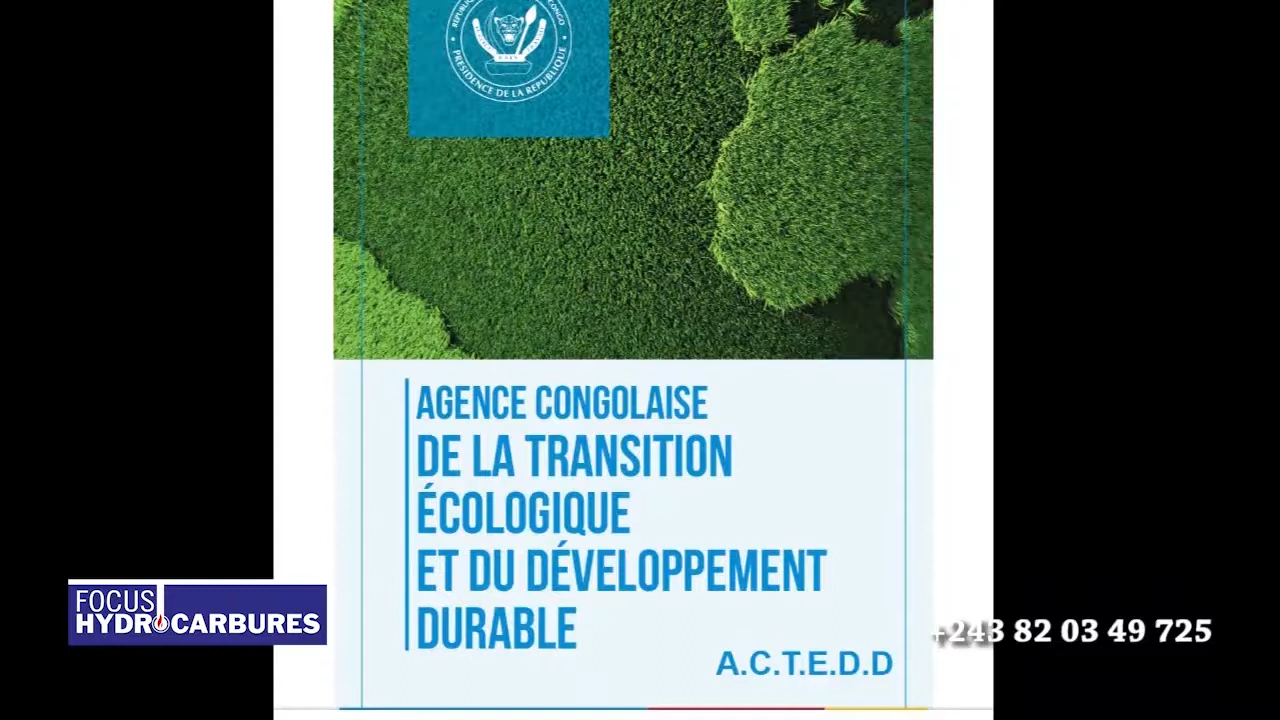 PRÉSIDENCE DE LA RÉPUBLIQUE
AGENCE CONGOLAISE
DE LA TRANSITION
ÉCOLOGIQUE
ET DU DÉVELOPPEMENT
DURABLE
A.C.T.E.D.D
FOCUS
HYDROCARBURES
+243 82 03 49 725